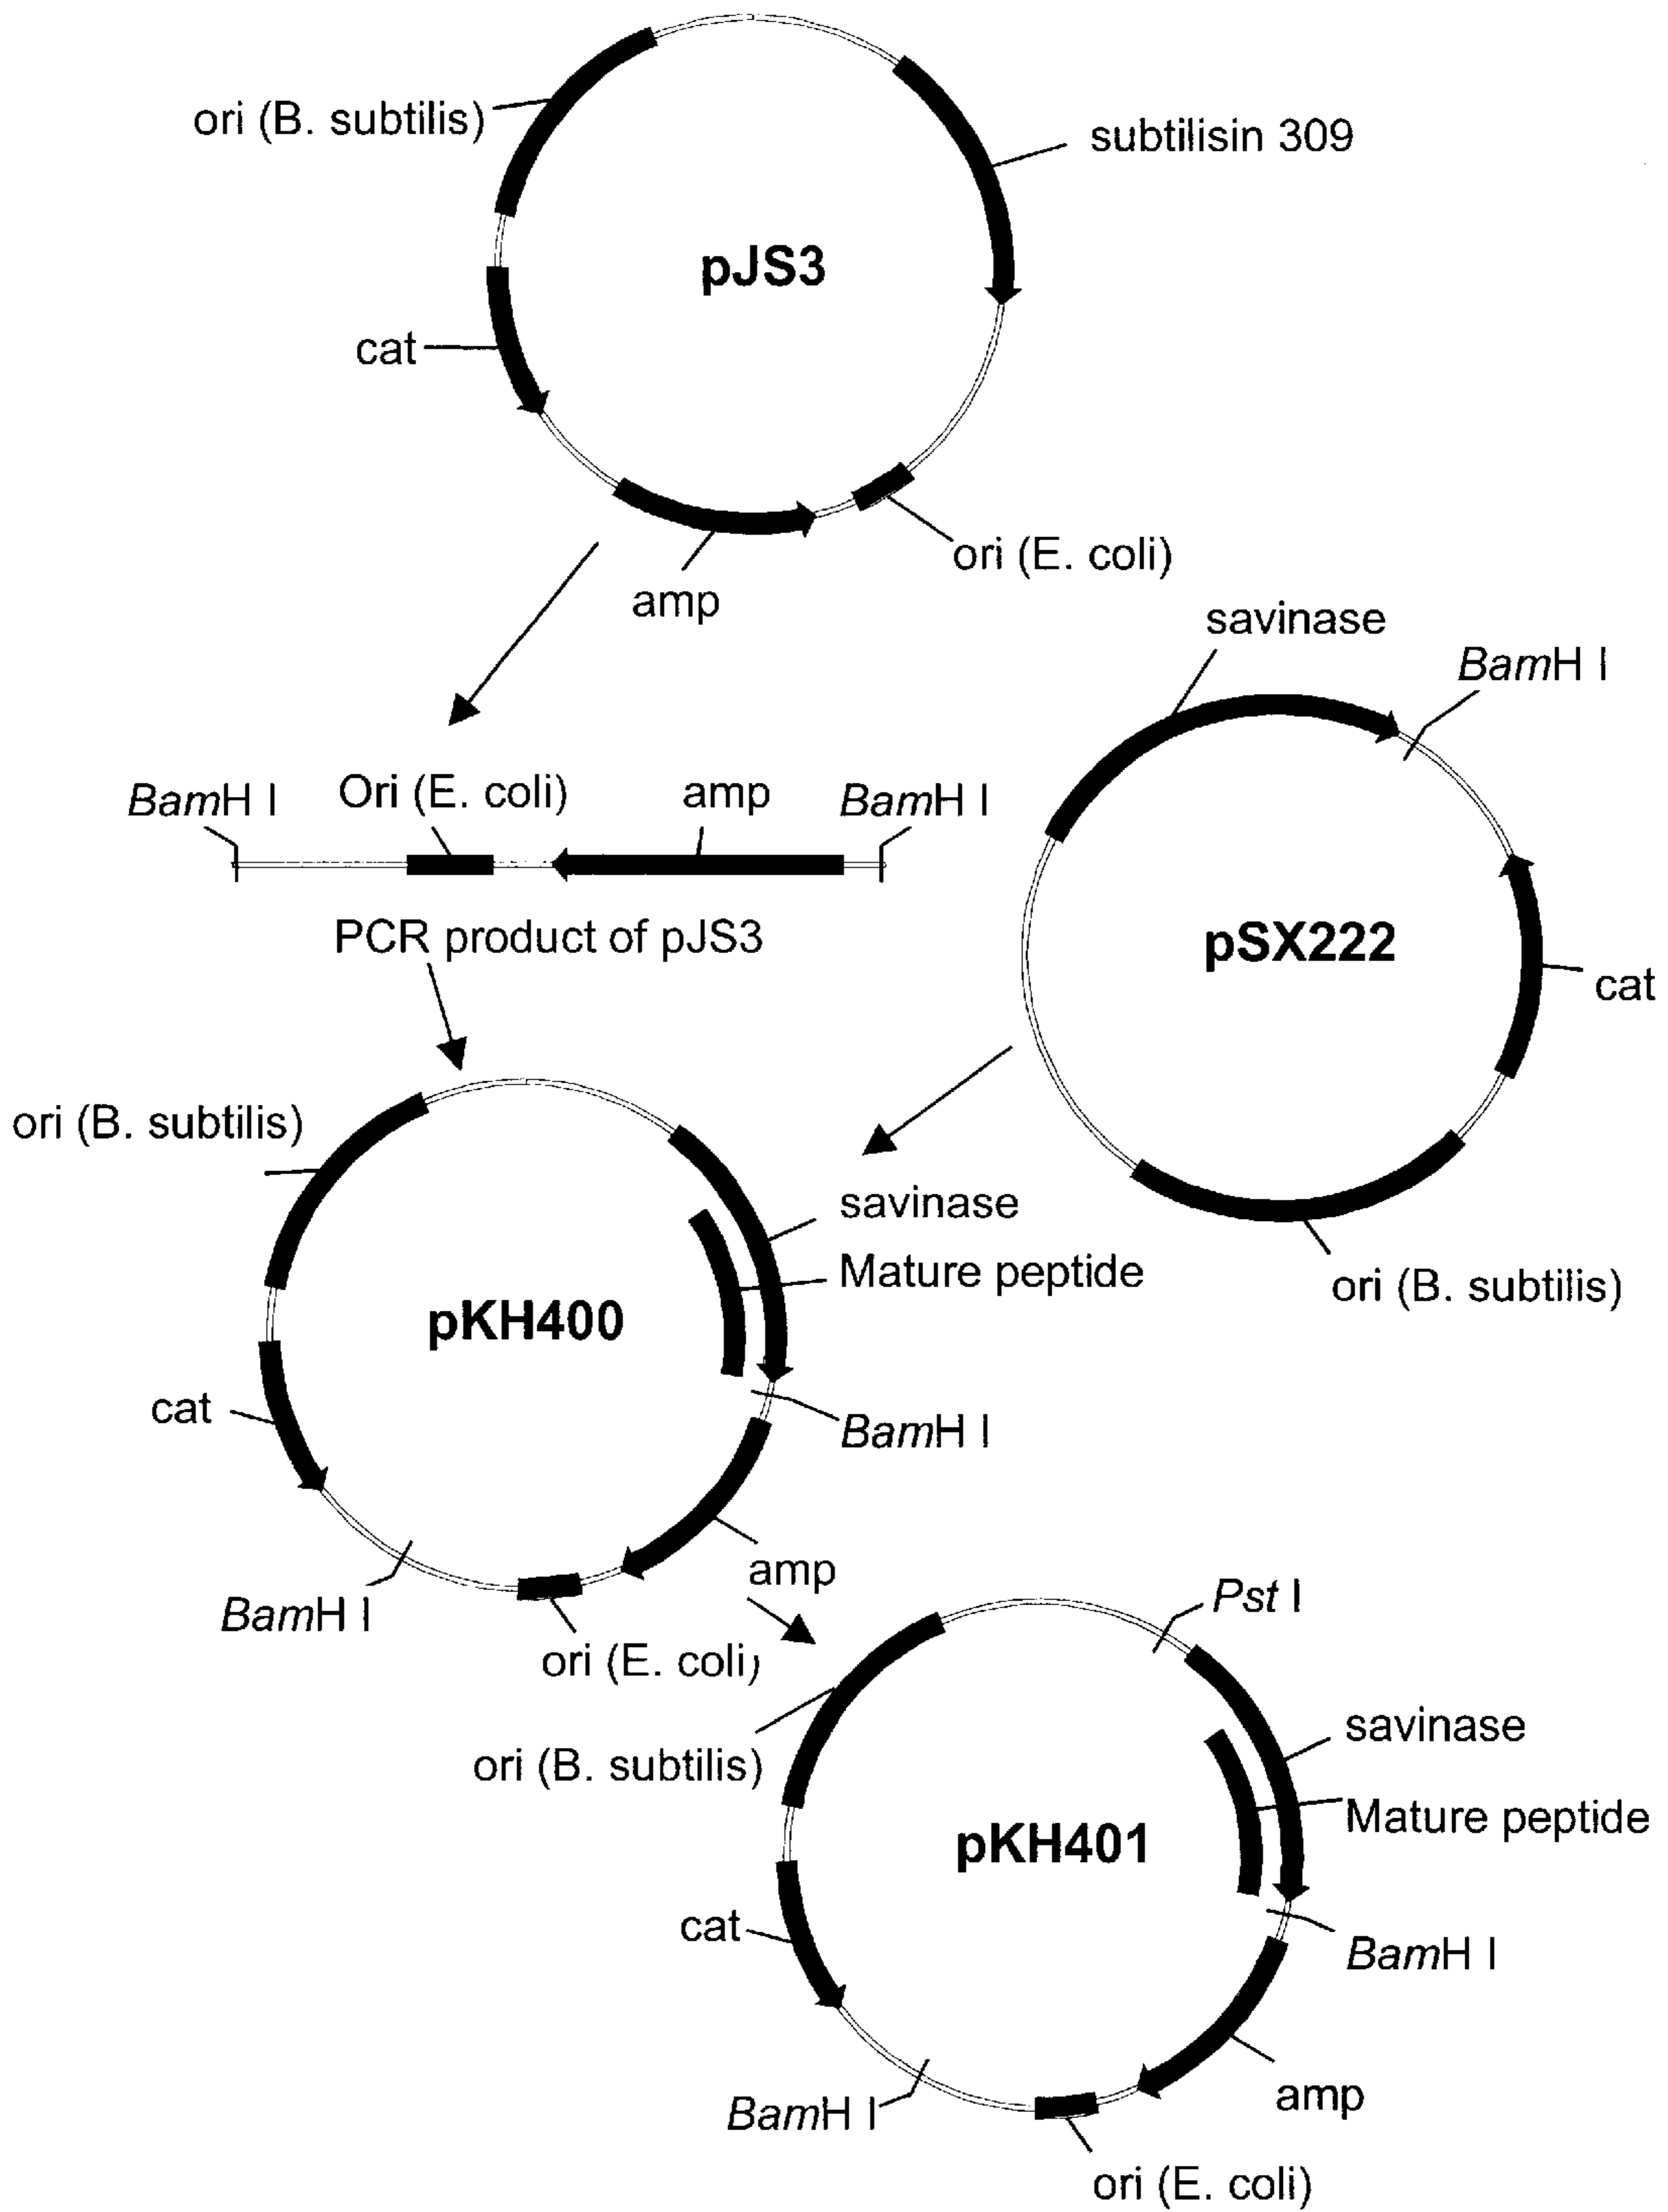 ori (B. subtilis)
subtilisin 309
pJS3
cat
ori (E. coli)
amp
savinase
BamH I
BamH I
Ori (E. coli)
amp
BamH I
PCR product of pJS3
pSX222
cat
ori (B. subtilis)
savinase
Mature peptide
ori (B. subtilis)
pKH400
cat
BamH I
amp
BamH I
ori (E. coli)
Pst I
savinase
ori (B. subtilis)
Mature peptide
pKH401
cat
BamH I
amp
BamH I
ori (E. coli)